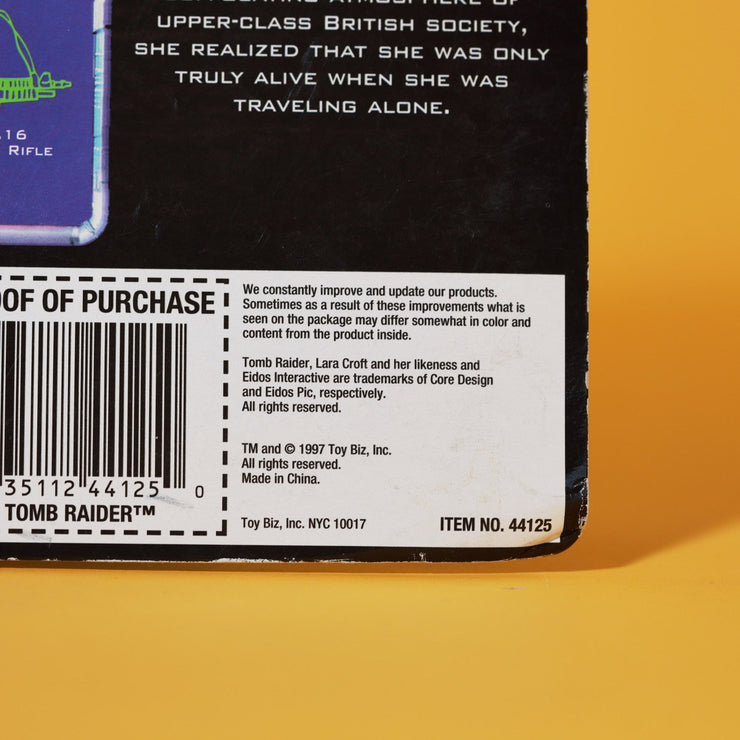 ATMOSPHERE OF
UPPER-CLASS BRITISH SOCIETY,
SHE REALIZED THAT SHE WAS ONLY
TRULY ALIVE WHEN SHE WAS
TRAVELING ALONE.
16
RIFLE
OF OF PURCHASE
35112 44125 0
TOMB RAIDER™
We constantly improve and update our products.
Sometimes as a result of these improvements what is
seen on the package may differ somewhat in color and
content from the product inside.
Tomb Raider, Lara Croft and her likeness and
Eidos Interactive are trademarks of Core Design
and Eidos Plc, respectively.
All rights reserved.
TM and © 1997 Toy Biz, Inc.
All rights reserved.
Made in China.
Toy Biz, Inc. NYC 10017
ITEM NO. 44125